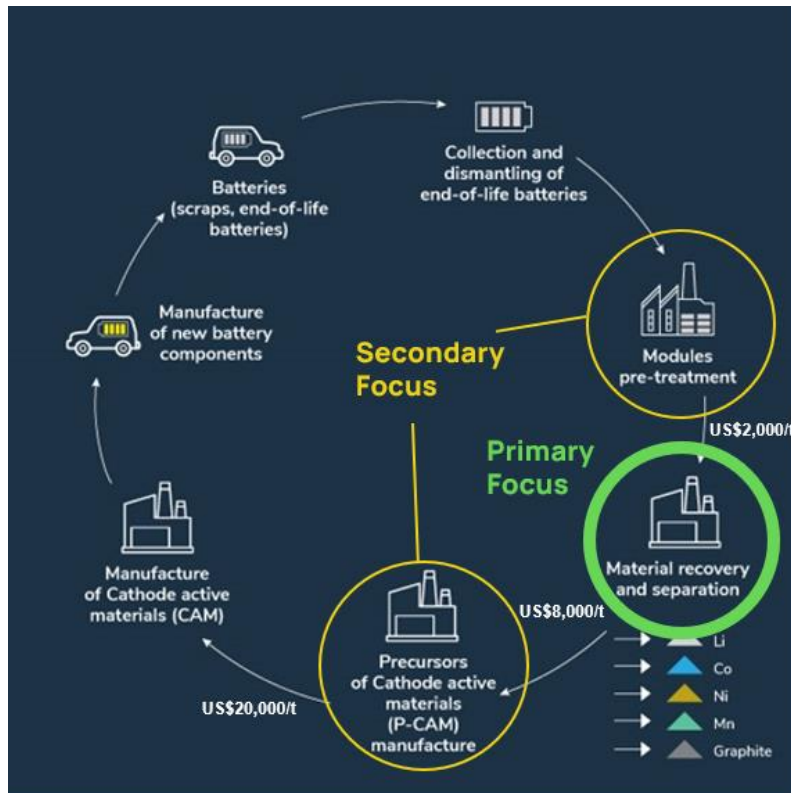 Collection and
dismantling of
end-of-life batteries
Batteries
(scraps, end-of-life
batteries)
Manufacture
of new battery
components
Secondary
Focus
Modules
pre-treatment
US$2,000/t
Primary
Focus
Material recovery
and separation
US$8,000/t
Li
Co
Ni
Mn
Graphite
Precursors
of Cathode active
materials
(P-CAM)
manufacture
US$20,000/t
Manufacture
of Cathode active
materials (CAM)